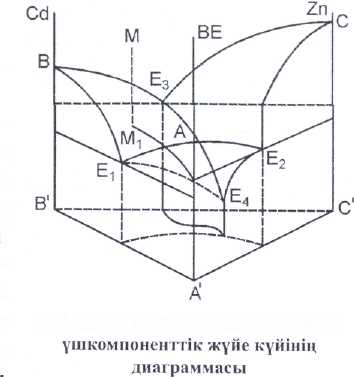 Cd
Zn
C
M
BE
B
E3
M1
A
E1
E2
E4
B'
C'
A'
үшкомпоненттік жүйе күйінің
диаграммасы